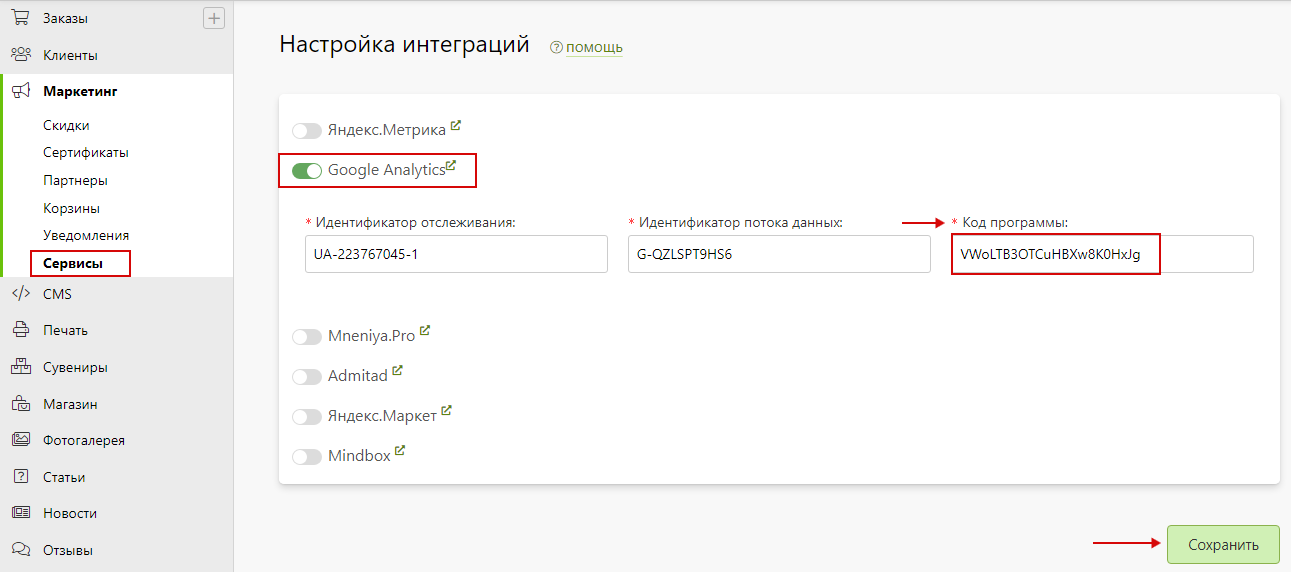 Заказы
Клиенты
Маркетинг
Скидки
Сертификаты
Партнеры
Корзины
Уведомления
Сервисы
CMS
Печать
Сувениры
Магазин
Фотогалерея
Статьи
Новости
Отзывы
Настройка интеграций ? помощь
Яндекс.Метрика
Google Analytics
* Идентификатор отслеживания: * Идентификатор потока данных: * Код программы:
UA-223767045-1 G-QZLSPT9HS6 VWoLTB3OTCuHBXw8K0HxJg
Mneniya.Pro
Admitad
Яндекс.Маркет
Mindbox
Сохранить